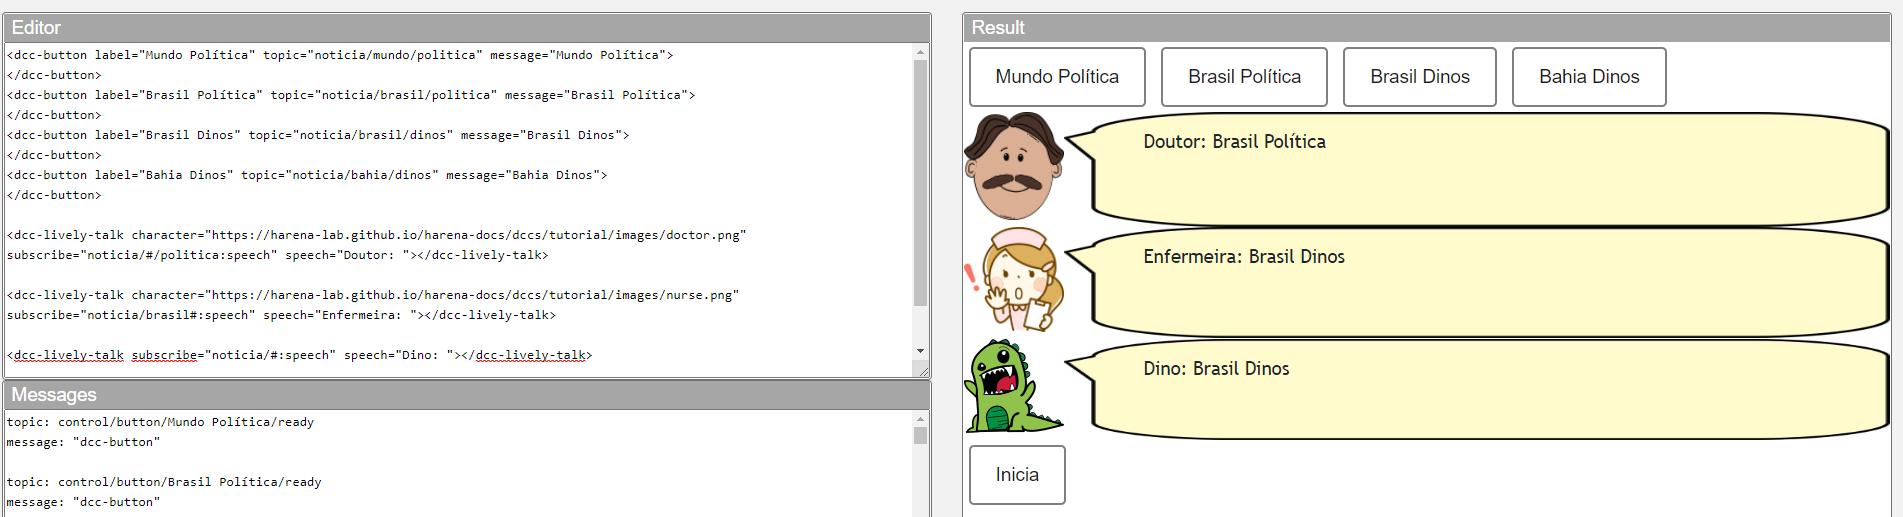 Editor
<dcc-button label="Mundo Política" topic="noticia/mundo/politica" message="Mundo Política">
</dcc-button>
<dcc-button label="Brasil Política" topic="noticia/brasil/politica" message="Brasil Política">
</dcc-button>
<dcc-button label="Brasil Dinos" topic="noticia/brasil/dinos" message="Brasil Dinos">
</dcc-button>
<dcc-button label="Bahia Dinos" topic="noticia/bahia/dinos" message="Bahia Dinos">
</dcc-button>
<dcc-lively-talk character="https://harena-lab.github.io/harena-docs/dccs/tutorial/images/doctor.png"
subscribe="noticia/#/politica:speech" speech="Doutor: "></dcc-lively-talk>
<dcc-lively-talk character="https://harena-lab.github.io/harena-docs/dccs/tutorial/images/nurse.png"
subscribe="noticia/brasil#:speech" speech="Enfermeira: "></dcc-lively-talk>
<dcc-lively-talk subscribe="noticia/#:speech" speech="Dino: "></dcc-lively-talk>
Messages
topic: control/button/Mundo Política/ready
message: "dcc-button"
topic: control/button/Brasil Política/ready
message: "dcc-button"
Result
Mundo Política
Brasil Política
Brasil Dinos
Bahia Dinos
Doutor: Brasil Política
Enfermeira: Brasil Dinos
Dino: Brasil Dinos
Inicia